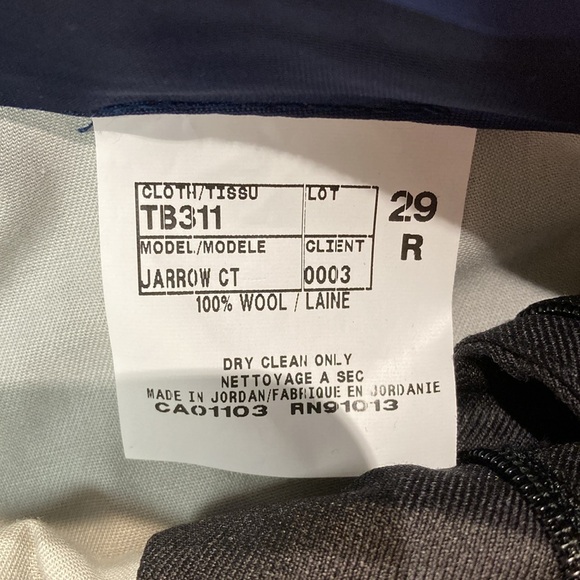 CLOTH/TISSU LOT
TB311 29
MODEL/MODELE CLIENT R
JARROW CT 0003
100% WOOL / LAINE
DRY CLEAN ONLY
NETTOYAGE A SEC
MADE IN JORDAN/FABRIQUE EN JORDANIE
CA01103 RN91013